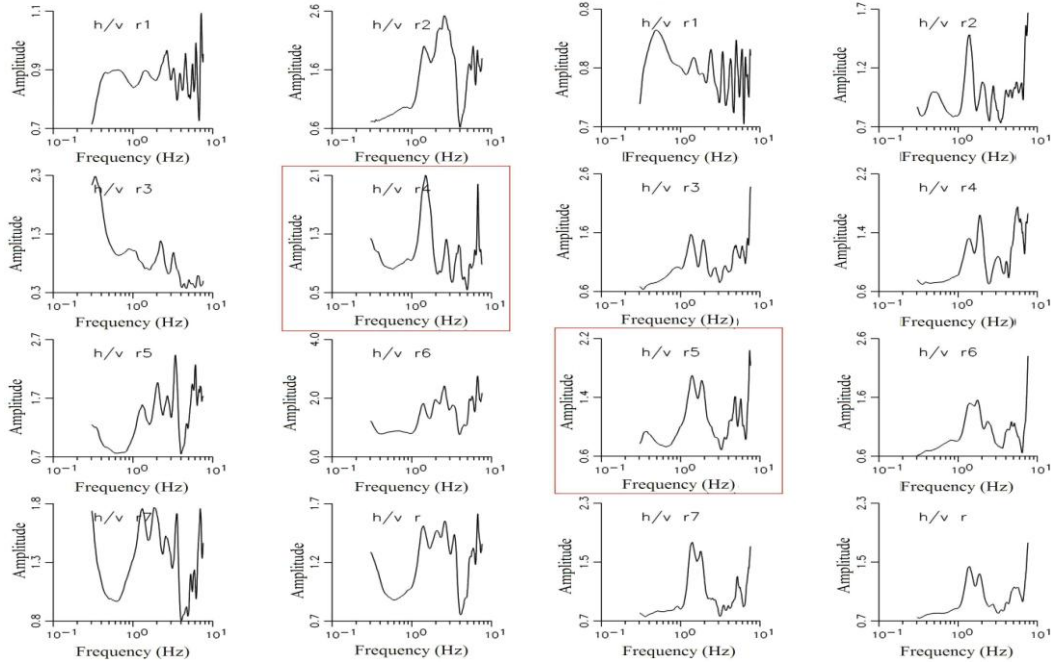 1.1 h/v r1
0.9
0.7
Amplitude
10⁻¹ 10⁰ 10¹
Frequency (Hz)
2.6 h/v r2
1.6
0.6
Amplitude
10⁻¹ 10⁰ 10¹
Frequency (Hz)
0.8 h/v r1
0.8
0.7
Amplitude
10⁻¹ 10⁰ 10¹
Frequency (Hz)
1.7 h/v r2
1.2
0.7
Amplitude
10⁻¹ 10⁰ 10¹
Frequency (Hz)
2.3 h/v r3
1.3
0.3
Amplitude
10⁻¹ 10⁰ 10¹
Frequency (Hz)
2.1 h/v r4
1.3
0.5
Amplitude
10⁻¹ 10⁰ 10¹
Frequency (Hz)
2.6 h/v r3
1.6
0.6
Amplitude
10⁻¹ 10⁰ 10¹
Frequency (Hz)
2.2 h/v r4
1.4
0.6
Amplitude
10⁻¹ 10⁰ 10¹
Frequency (Hz)
2.7 h/v r5
1.7
0.7
Amplitude
10⁻¹ 10⁰ 10¹
Frequency (Hz)
4.0 h/v r6
2.0
0.0
Amplitude
10⁻¹ 10⁰ 10¹
Frequency (Hz)
2.2 h/v r5
1.4
0.6
Amplitude
10⁻¹ 10⁰ 10¹
Frequency (Hz)
2.6 h/v r6
1.6
0.6
Amplitude
10⁻¹ 10⁰ 10¹
Frequency (Hz)
1.8 h/v r7
1.3
0.8
Amplitude
10⁻¹ 10⁰ 10¹
Frequency (Hz)
1.7 h/v r
1.2
0.7
Amplitude
10⁻¹ 10⁰ 10¹
Frequency (Hz)
2.3 h/v r7
1.5
0.7
Amplitude
10⁻¹ 10⁰ 10¹
Frequency (Hz)
2.3 h/v r
1.5
0.7
Amplitude
10⁻¹ 10⁰ 10¹
Frequency (Hz)